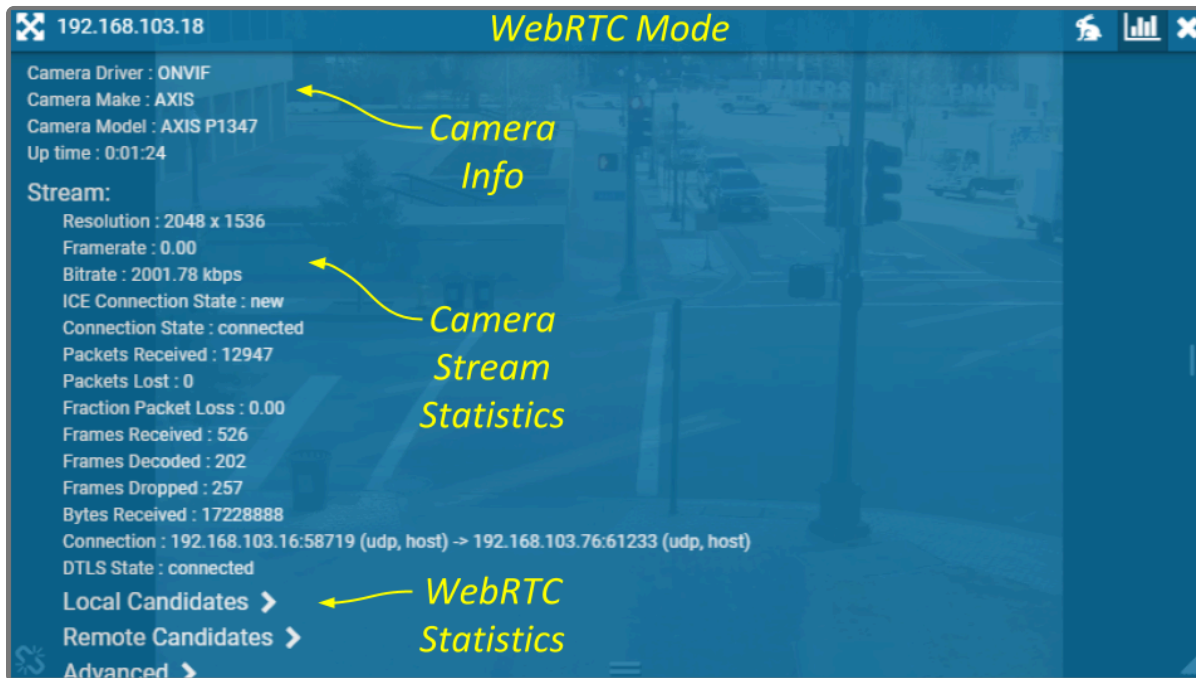 192.168.103.18
WebRTC Mode
Camera Driver : ONVIF
Camera Make : AXIS
Camera Model : AXIS P1347
Up time : 0:01:24
Camera
Info
Stream:
Resolution : 2048 x 1536
Framerate : 0.00
Bitrate : 2001.78 kbps
ICE Connection State : new
Connection State : connected
Packets Received : 12947
Packets Lost : 0
Fraction Packet Loss : 0.00
Frames Received : 526
Frames Decoded : 202
Frames Dropped : 257
Bytes Received : 17228888
Connection : 192.168.103.16:58719 (udp, host) -> 192.168.103.76:61233 (udp, host)
DTLS State : connected
Camera
Stream
Statistics
Local Candidates
Remote Candidates
Advanced
WebRTC
Statistics